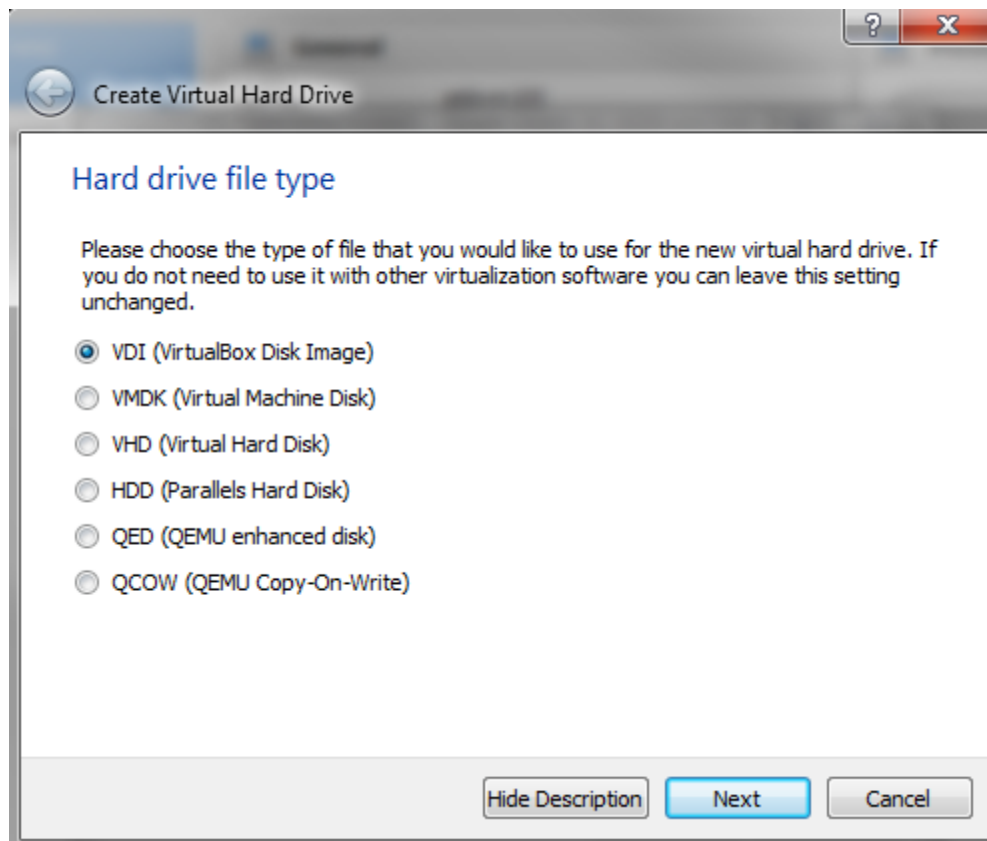 ?
X
Create Virtual Hard Drive
Hard drive file type
Please choose the type of file that you would like to use for the new virtual hard drive. If
you do not need to use it with other virtualization software you can leave this setting
unchanged.
VDI (VirtualBox Disk Image)
VMDK (Virtual Machine Disk)
VHD (Virtual Hard Disk)
HDD (Parallels Hard Disk)
QED (QEMU enhanced disk)
QCOW (QEMU Copy-On-Write)
Hide Description
Next
Cancel